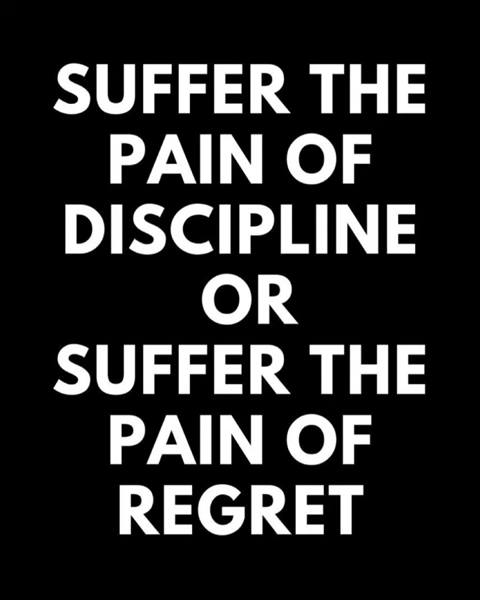 SUFFER THE
PAIN OF
DISCIPLINE
OR
SUFFER THE
PAIN OF
REGRET